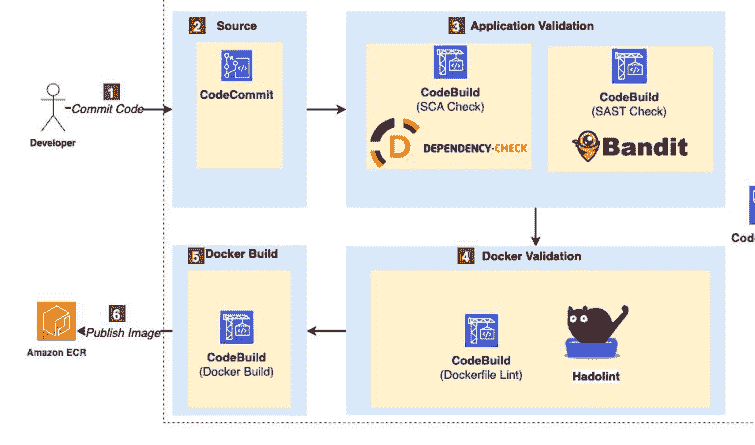 2 Source
3 Application Validation
CodeCommit
CodeBuild
(SCA Check)
CodeBuild
(SAST Check)
1
Commit Code
Developer
D DEPENDENCY-CHECK
Bandit
5 Docker Build
4 Docker Validation
6
Publish Image
Amazon ECR
CodeBuild
(Docker Build)
CodeBuild
(Dockerfile Lint)
Hadolint